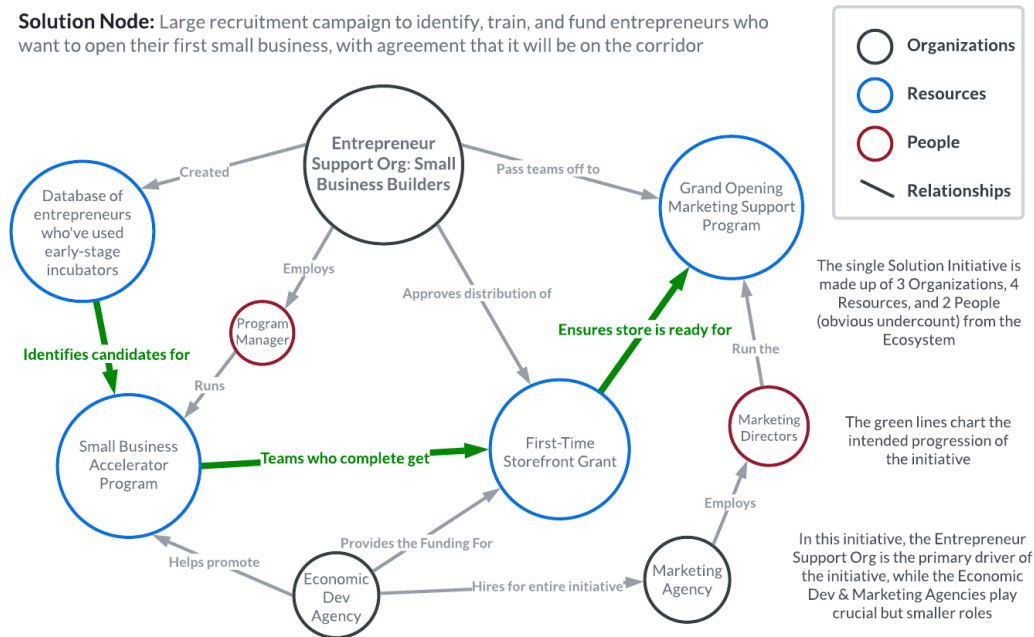 Solution Node: Large recruitment campaign to identify, train, and fund entrepreneurs who
want to open their first small business, with agreement that it will be on the corridor
Organizations
Resources
People
Relationships
Entrepreneur
Support Org: Small
Business Builders
Created
Pass teams off to
Database of
entrepreneurs
who've used
early-stage
incubators
Grand Opening
Marketing Support
Program
Employs
Approves distribution of
The single Solution Initiative is
made up of 3 Organizations, 4
Resources, and 2 People
(obvious undercount) from the
Ecosystem
Program
Manager
Ensures store is ready for
Identifies candidates for
Run the
Runs
Marketing
Directors
The green lines chart the
intended progression of
the initiative
Small Business
Accelerator
Program
Teams who complete get
First-Time
Storefront Grant
Employs
Provides the Funding For
Helps promote
Economic
Dev
Agency
Hires for entire initiative
Marketing
Agency
In this initiative, the Entrepreneur
Support Org is the primary driver of
the initiative, while the Economic
Dev & Marketing Agencies play
crucial but smaller roles